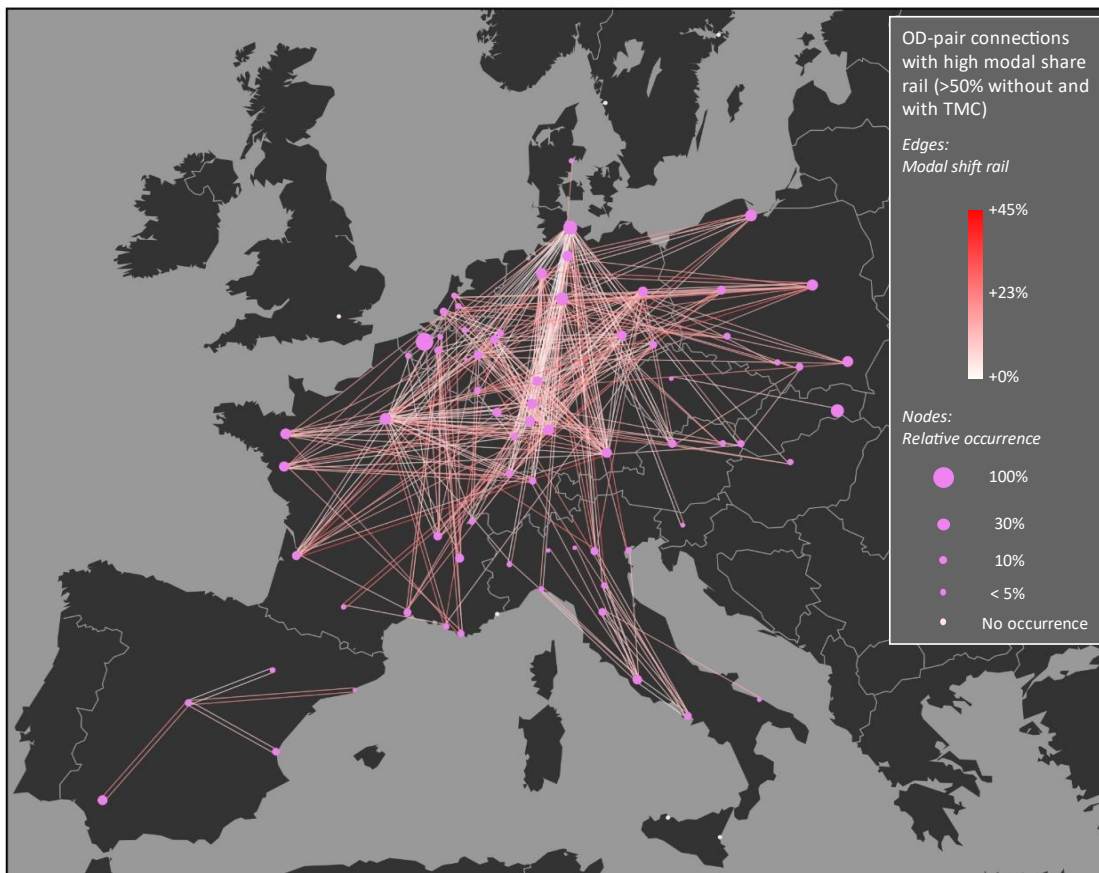 OD-pair connections
with high modal share
rail (>50% without and
with TMC)
Edges:
Modal shift rail
+45%
+23%
+0%
Nodes:
Relative occurrence
100%
30%
10%
< 5%
No occurrence